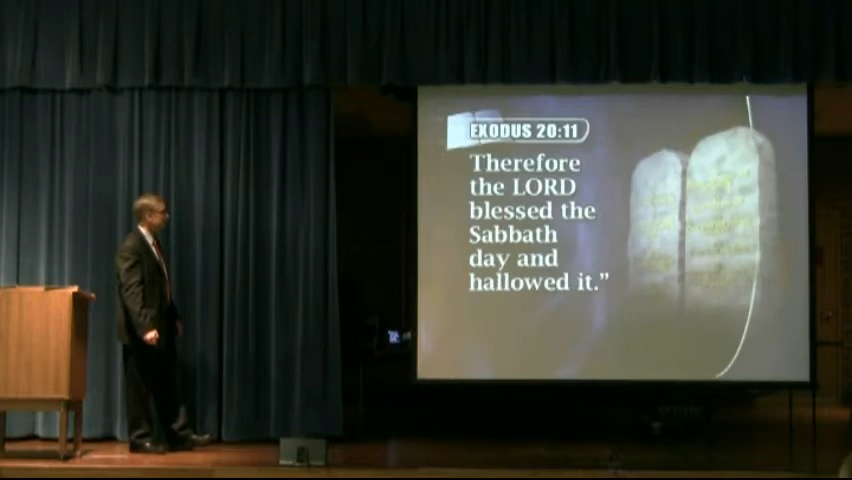 EXODUS 20:11
Therefore
the LORD
blessed the
Sabbath
day and
hallowed it.”